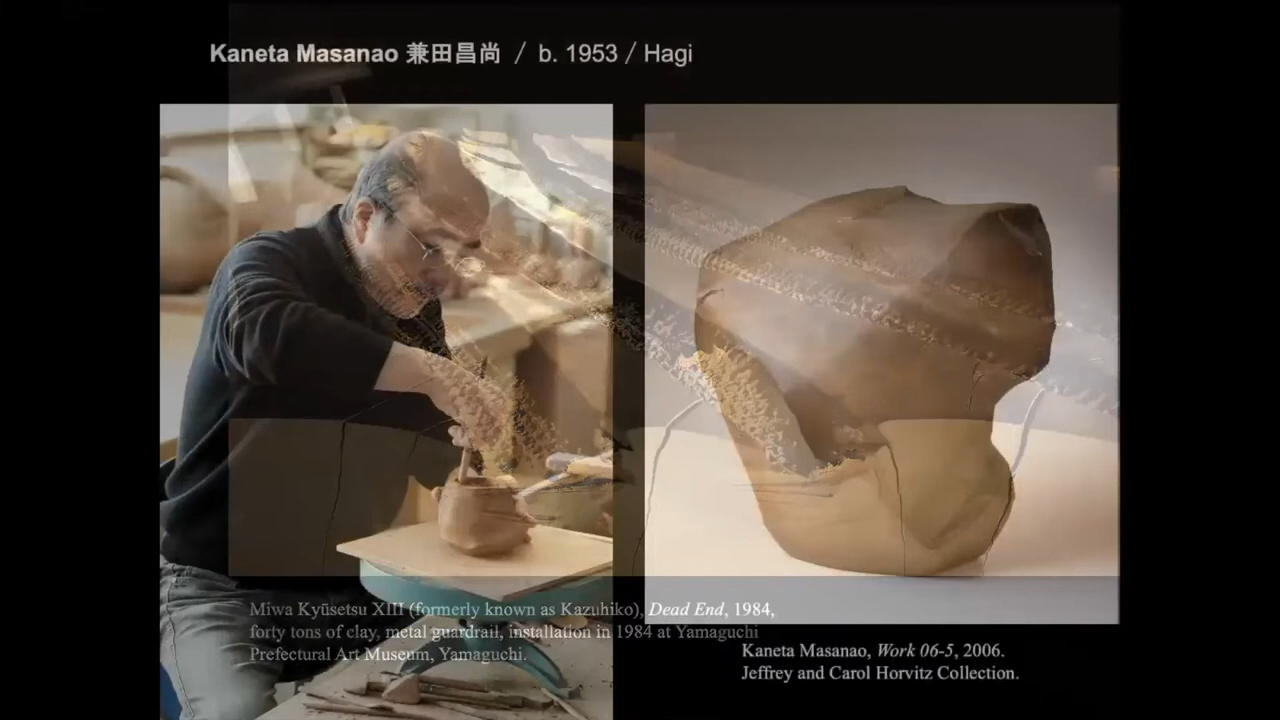 Kaneta Masanao 兼田昌尚 / b. 1953 / Hagi
Miwa Kyūsetsu XIII (formerly known as Kazuhiko), Dead End, 1984,
forty tons of clay, metal guardrail, installation in 1984 at Yamaguchi
Prefectural Art Museum, Yamaguchi.
Kaneta Masanao, Work 06-5, 2006.
Jeffrey and Carol Horvitz Collection.